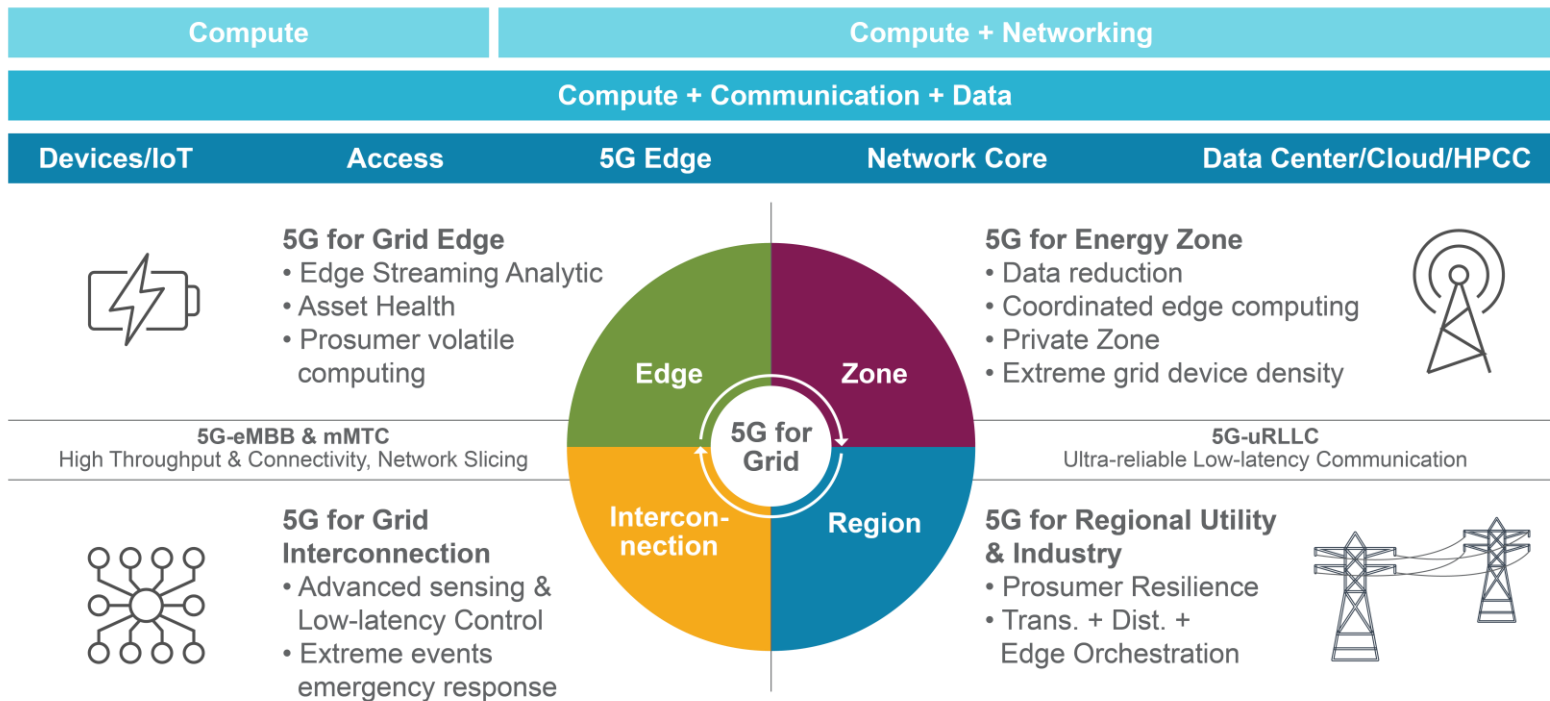 Compute
Compute + Networking
Compute + Communication + Data
Devices/IoT
Access
5G Edge
Network Core
Data Center/Cloud/HPCC
5G for Grid Edge
• Edge Streaming Analytic
• Asset Health
• Prosumer volatile
computing
5G for Energy Zone
• Data reduction
• Coordinated edge computing
• Private Zone
• Extreme grid device density
Edge
Zone
5G for
Grid
Intercon-
nection
Region
5G-eMBB & mMTC
High Throughput & Connectivity, Network Slicing
5G-uRLLC
Ultra-reliable Low-latency Communication
5G for Grid
Interconnection
• Advanced sensing &
Low-latency Control
• Extreme events
emergency response
5G for Regional Utility
& Industry
• Prosumer Resilience
• Trans. + Dist. +
Edge Orchestration